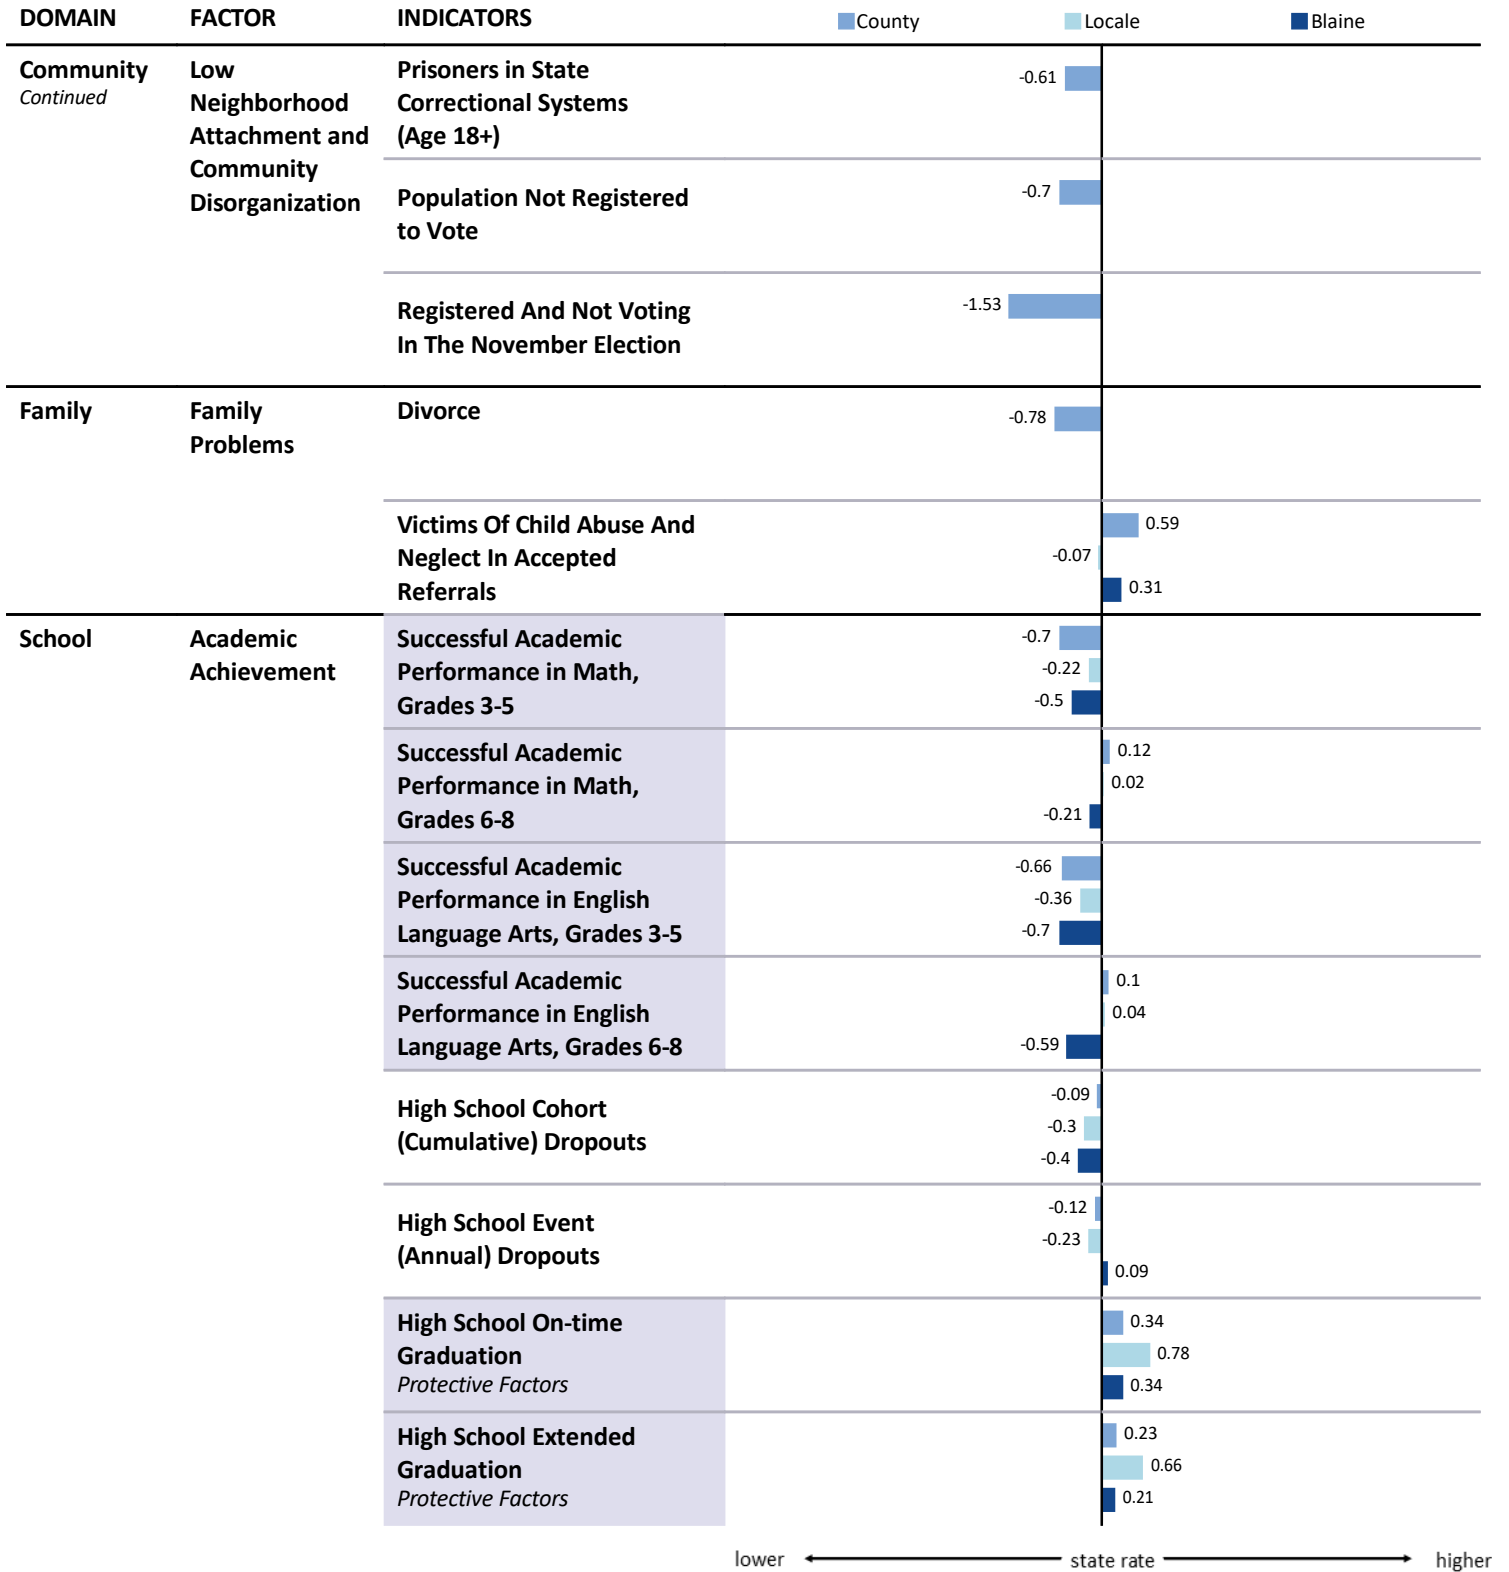 DOMAIN FACTOR INDICATORS County Locale Blaine
Community
Continued
Low
Neighborhood
Attachment and
Community
Disorganization
Prisoners in State
Correctional Systems
(Age 18+)
-0.61
Population Not Registered
to Vote
-0.7
Registered And Not Voting
In The November Election
-1.53
Family
Family
Problems
Divorce
-0.78
Victims Of Child Abuse And
Neglect In Accepted
Referrals
0.59
-0.07
0.31
School
Academic
Achievement
Successful Academic
Performance in Math,
Grades 3-5
-0.7
-0.22
-0.5
Successful Academic
Performance in Math,
Grades 6-8
0.12
0.02
-0.21
Successful Academic
Performance in English
Language Arts, Grades 3-5
-0.66
-0.36
-0.7
Successful Academic
Performance in English
Language Arts, Grades 6-8
0.1
0.04
-0.59
High School Cohort
(Cumulative) Dropouts
-0.09
-0.3
-0.4
High School Event
(Annual) Dropouts
-0.12
-0.23
0.09
High School On-time
Graduation
Protective Factors
0.34
0.78
0.34
High School Extended
Graduation
Protective Factors
0.23
0.66
0.21
lower state rate higher